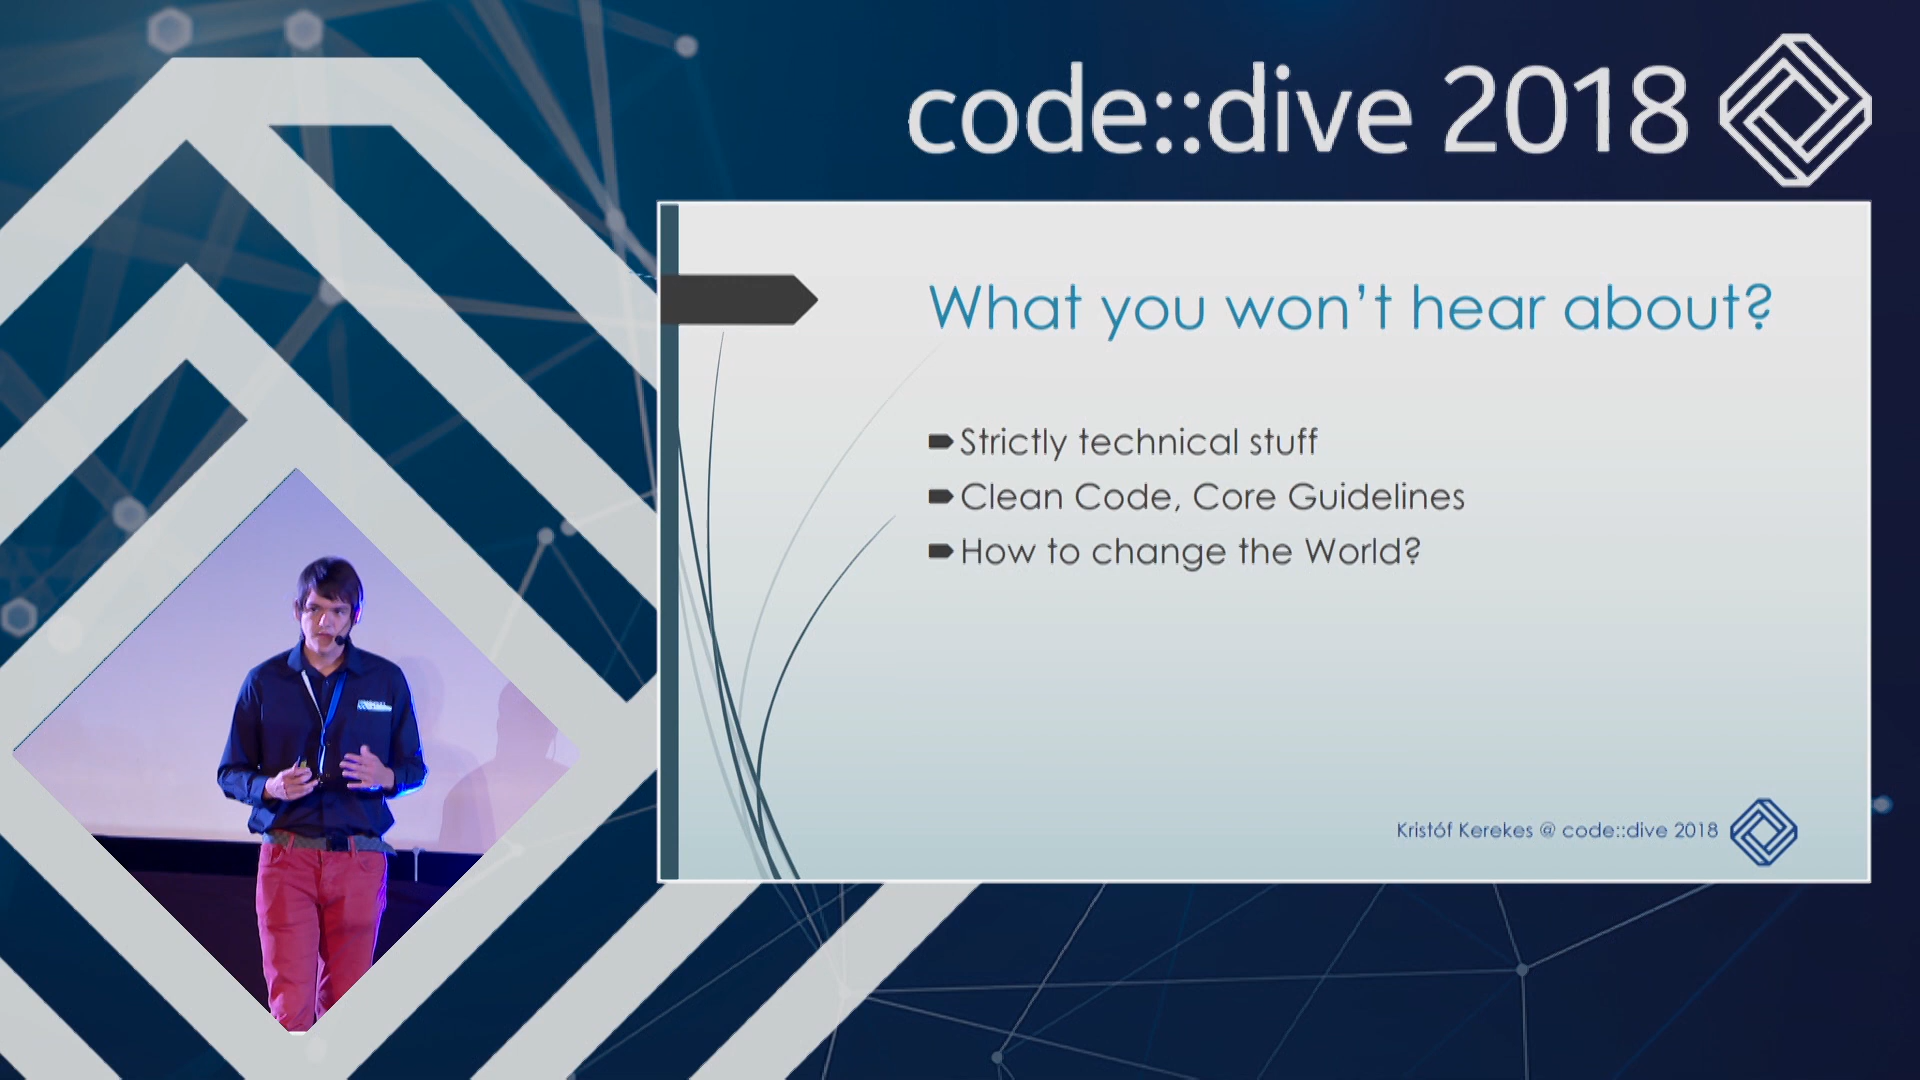 code::dive 2018
What you won't hear about?
Strictly technical stuff
Clean Code, Core Guidelines
How to change the World?
Kristóf Kerekes @ code::dive 2018